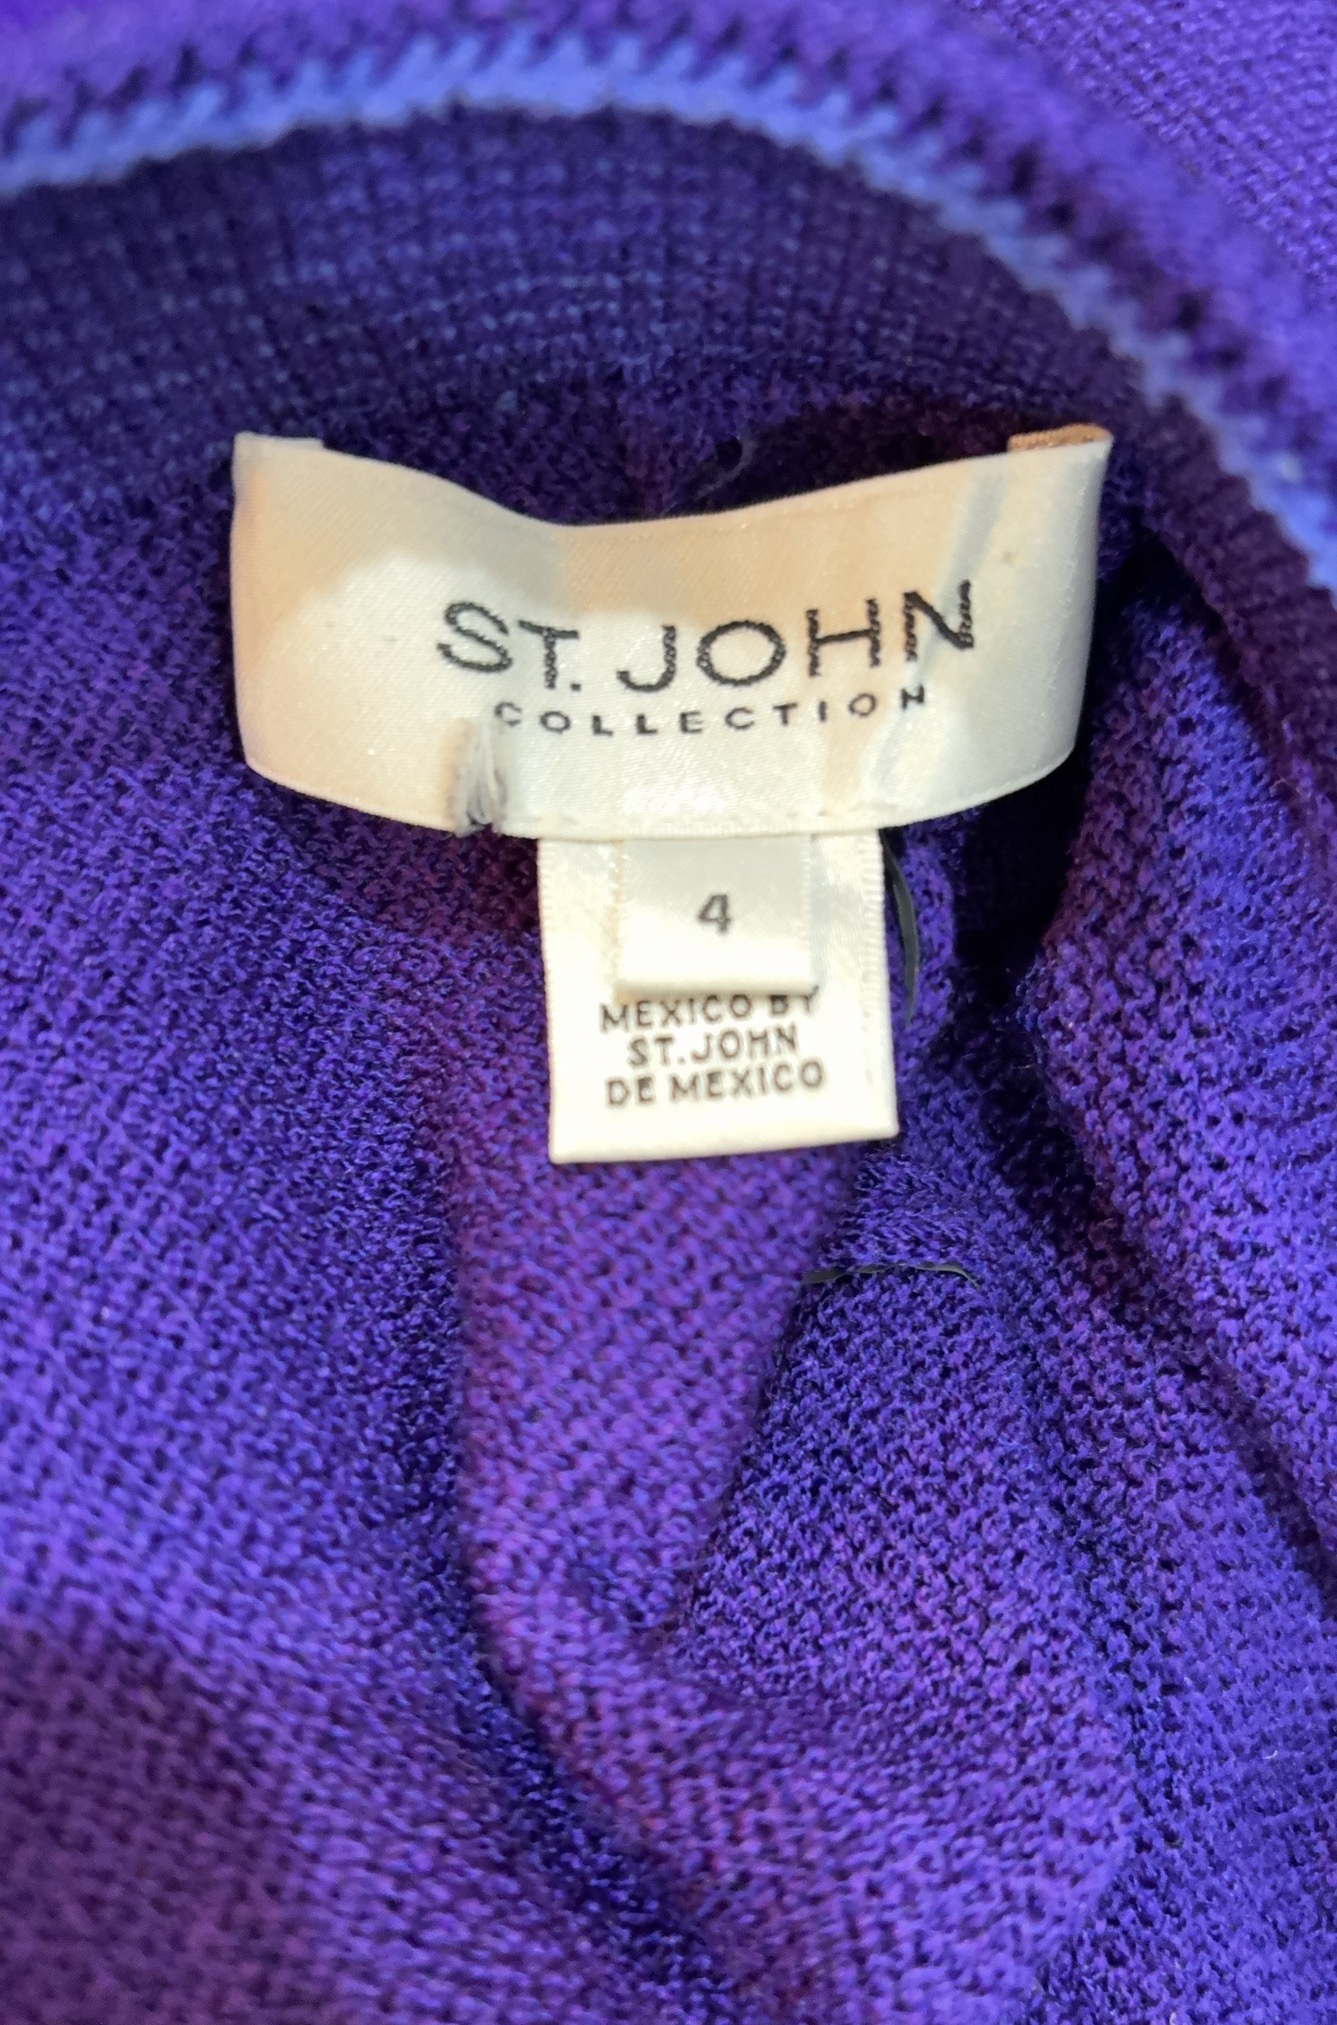 ST. JOHN
COLLECTION
4
MEXICO BY
ST. JOHN
DE MEXICO